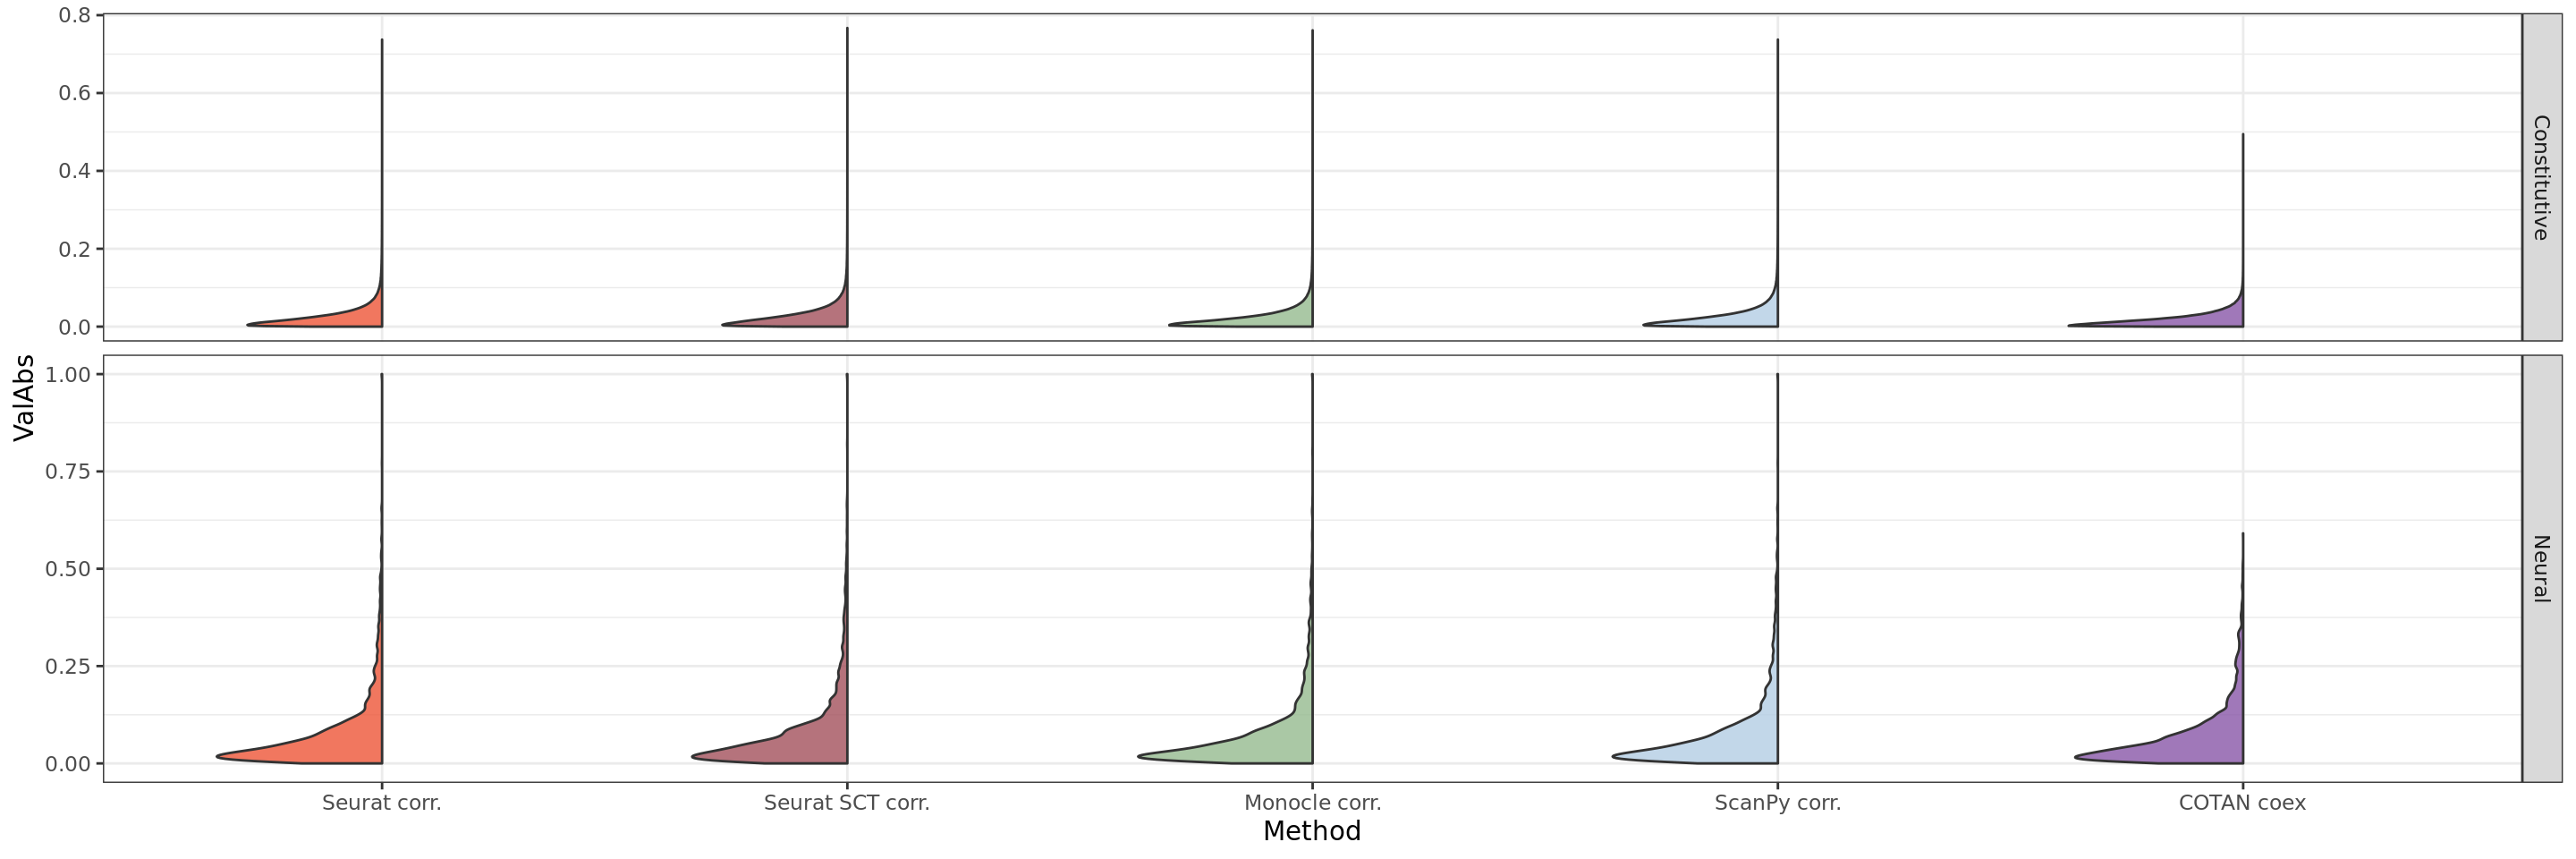 0.8
0.6
0.4
0.2
0.0
Constitutive
ValAbs
1.00
0.75
0.50
0.25
0.00
Neural
Seurat corr.
Seurat SCT corr.
Monocle corr.
ScanPy corr.
COTAN coex
Method